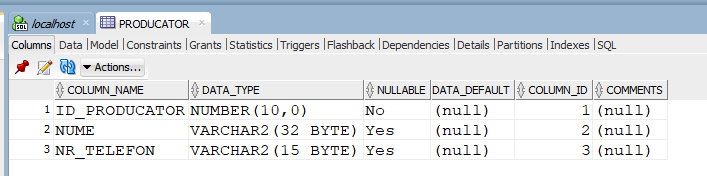 localhost PRODUCATOR
Columns Data Model Constraints Grants Statistics Triggers Flashback Dependencies Details Partitions Indexes SQL
Actions...
COLUMN_NAME DATA_TYPE NULLABLE DATA_DEFAULT COLUMN_ID COMMENTS
1 ID_PRODUCATOR NUMBER(10,0) No (null) 1 (null)
2 NUME VARCHAR2(32 BYTE) Yes (null) 2 (null)
3 NR_TELEFON VARCHAR2(15 BYTE) Yes (null) 3 (null)